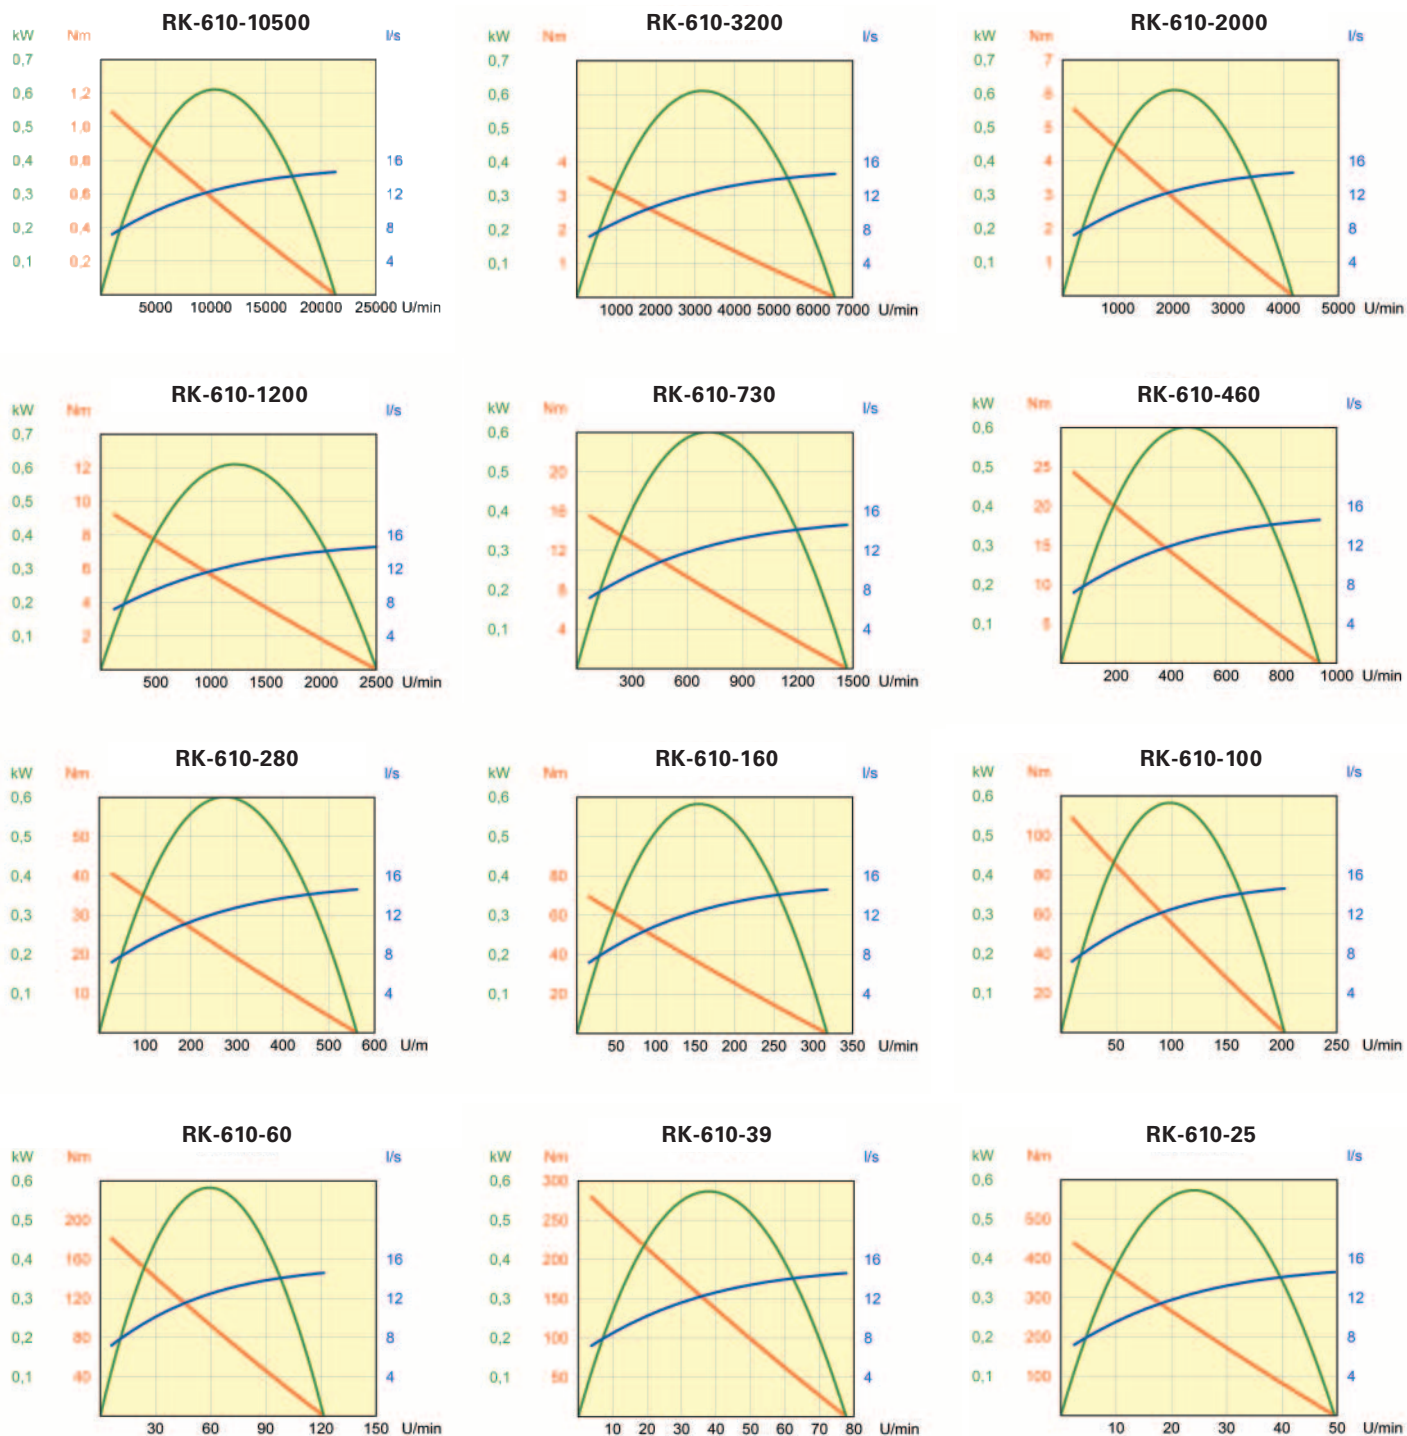 RK-610-10500
kW Nm l/s
0,7
0,6 1,2
0,5 1,0
0,4 0,8 16
0,3 0,6 12
0,2 0,4 8
0,1 0,2 4
5000 10000 15000 20000 25000 U/min
RK-610-3200
kW Nm l/s
0,7
0,6
0,5
0,4 4 16
0,3 3 12
0,2 2 8
0,1 1 4
1000 2000 3000 4000 5000 6000 7000 U/min
RK-610-2000
kW Nm l/s
0,7 7
0,6 6
0,5 5
0,4 4 16
0,3 3 12
0,2 2 8
0,1 1 4
1000 2000 3000 4000 5000 U/min
RK-610-1200
kW Nm l/s
0,7
0,6 12
0,5 10
0,4 8 16
0,3 6 12
0,2 4 8
0,1 2 4
500 1000 1500 2000 2500 U/min
RK-610-730
kW Nm l/s
0,6
0,5 20
0,4 16 16
0,3 12 12
0,2 8 8
0,1 4 4
300 600 900 1200 1500 U/min
RK-610-460
kW Nm l/s
0,6
0,5 25
0,4 20 16
0,3 15 12
0,2 10 8
0,1 5 4
200 400 600 800 1000 U/min
RK-610-280
kW Nm l/s
0,6
0,5 50
0,4 40 16
0,3 30 12
0,2 20 8
0,1 10 4
100 200 300 400 500 600 U/m
RK-610-160
kW Nm l/s
0,6
0,5
0,4 80 16
0,3 60 12
0,2 40 8
0,1 20 4
50 100 150 200 250 300 350 U/min
RK-610-100
kW Nm l/s
0,6
0,5 100
0,4 80 16
0,3 60 12
0,2 40 8
0,1 20 4
50 100 150 200 250 U/min
RK-610-60
kW Nm l/s
0,6
0,5 200
0,4 160 16
0,3 120 12
0,2 80 8
0,1 40 4
30 60 90 120 150 U/min
RK-610-39
kW Nm l/s
0,6 300
0,5 250
0,4 200 16
0,3 150 12
0,2 100 8
0,1 50 4
10 20 30 40 50 60 70 80 U/min
RK-610-25
kW Nm l/s
0,6
0,5 500
0,4 400 16
0,3 300 12
0,2 200 8
0,1 100 4
10 20 30 40 50 U/min